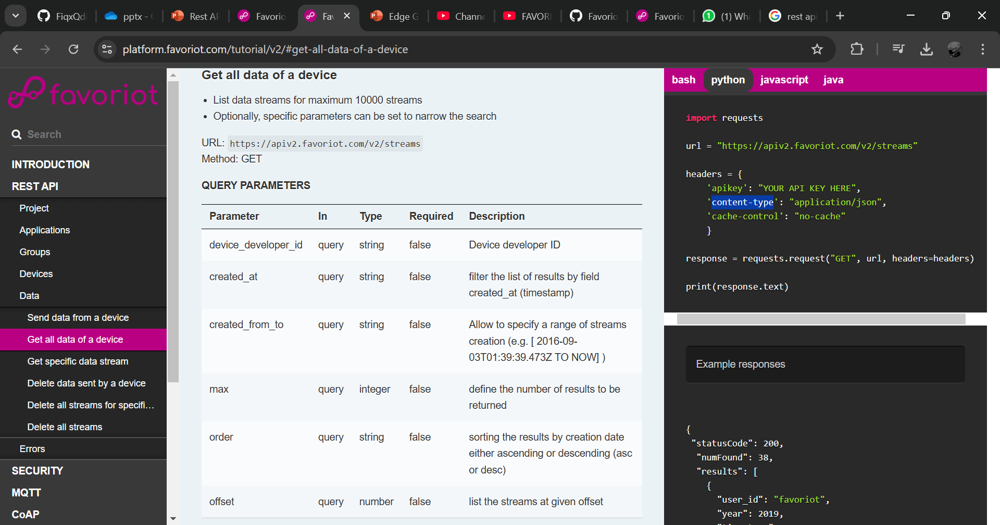 FiqxQd
pptx -
Rest AP
Favorio
Fav
Edge G
Channe
FAVORI
Favorio
Favorio
(1) Wha
rest api
platform.favoriot.com/tutorial/v2/#get-all-data-of-a-device
favoriot
Search
INTRODUCTION
REST API
Project
Applications
Groups
Devices
Data
Send data from a device
Get all data of a device
Get specific data stream
Delete data sent by a device
Delete all streams for specifi...
Delete all streams
Errors
SECURITY
MQTT
CoAP
Get all data of a device
• List data streams for maximum 10000 streams
• Optionally, specific parameters can be set to narrow the search
URL: https://apiv2.favoriot.com/v2/streams
Method: GET
QUERY PARAMETERS
Parameter In Type Required Description
device_developer_id query string false Device developer ID
created_at query string false filter the list of results by field
created_at (timestamp)
created_from_to query string false Allow to specify a range of streams
creation (e.g. [ 2016-09-
03T01:39:39.473Z TO NOW] )
max query integer false define the number of results to be
returned
order query string false sorting the results by creation date
either ascending or descending (asc
or desc)
offset query number false list the streams at given offset
bash python javascript java
import requests
url = "https://apiv2.favoriot.com/v2/streams"
headers = {
'apikey': "YOUR API KEY HERE",
'content-type': "application/json",
'cache-control': "no-cache"
}
response = requests.request("GET", url, headers=headers)
print(response.text)
Example responses
{
"statusCode": 200,
"numFound": 38,
"results": [
{
"user_id": "favoriot",
"year": 2019,